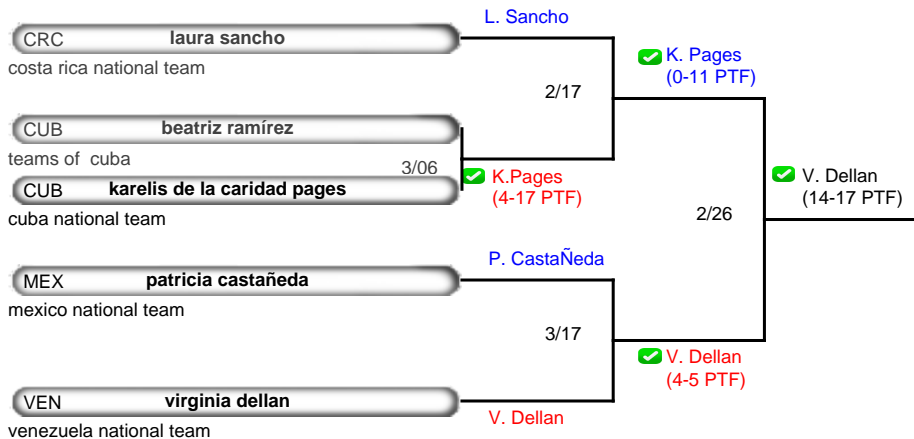 L. Sancho
CRC laura sancho
costa rica national team
K. Pages
(0-11 PTF)
2/17
CUB beatriz ramírez
teams of cuba
3/06
K.Pages
(4-17 PTF)
CUB karelis de la caridad pages
cuba national team
V. Dellan
(14-17 PTF)
2/26
P. CastaÑeda
MEX patricia castañeda
mexico national team
3/17
V. Dellan
(4-5 PTF)
VEN virginia dellan
V. Dellan
venezuela national team